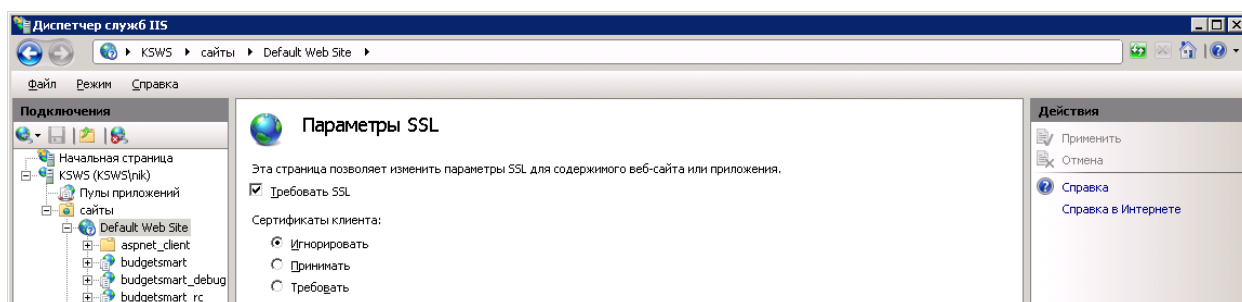 Диспетчер служб IIS
KSWS сайты Default Web Site
Файл Режим Справка
Подключения
Начальная страница
KSWS (KSWS\nik)
Пулы приложений
сайты
Default Web Site
aspnet_client
budgetsmart
budgetsmart_debug
budgetsmart_rc
Параметры SSL
Эта страница позволяет изменить параметры SSL для содержимого веб-сайта или приложения.
Требовать SSL
Сертификаты клиента:
Игнорировать
Принимать
Требовать
Действия
Применить
Отмена
Справка
Справка в Интернете